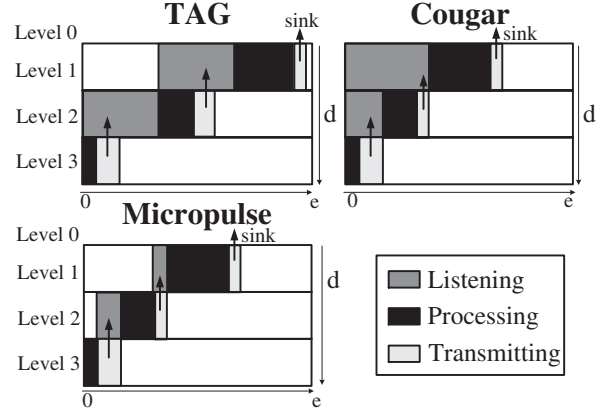 TAG
Cougar
Level 0
sink
sink
Level 1
Level 2
d
d
Level 3
0
e
0
e
Micropulse
Level 0
sink
Level 1
d
Level 2
Level 3
0
e
Listening
Processing
Transmitting